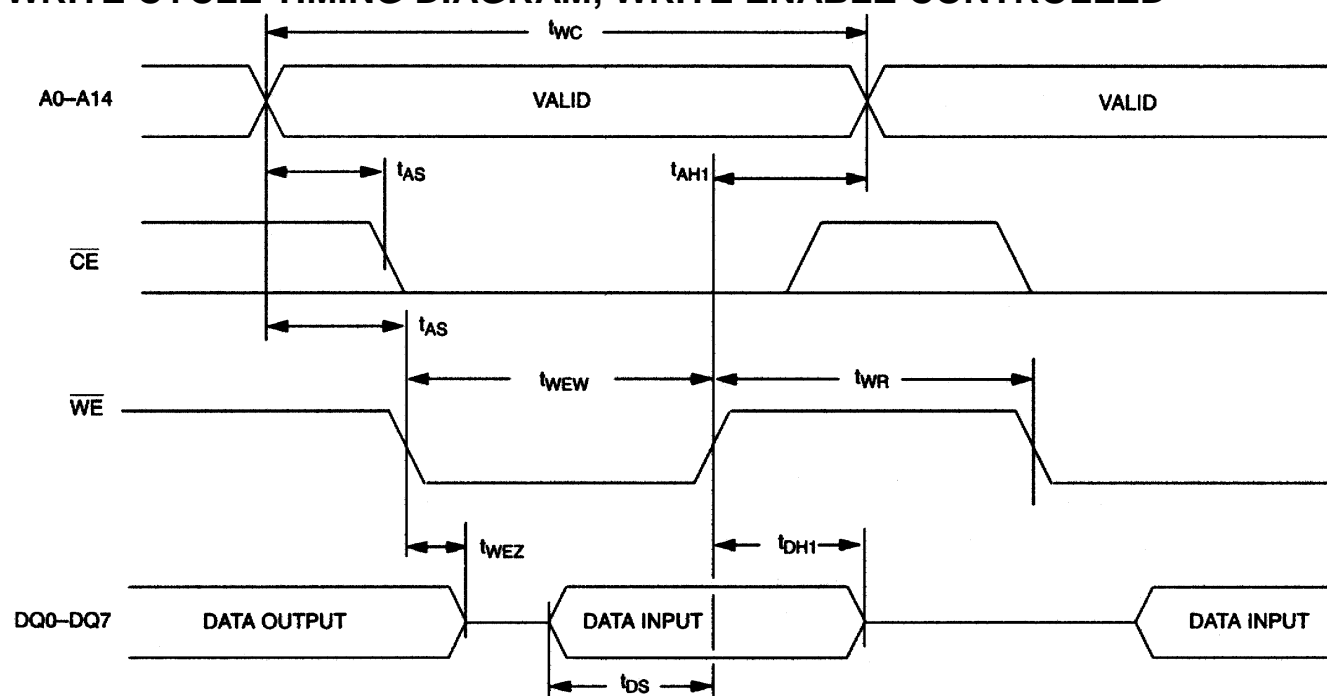 WRITE CYCLE TIMING DIAGRAM, WRITE ENABLE CONTROLLED
tWC
A0–A14 VALID VALID
tAS tAH1
CE
tAS
tWEW tWR
WE
tWEZ tDH1
DQ0–DQ7 DATA OUTPUT DATA INPUT DATA INPUT
tDS